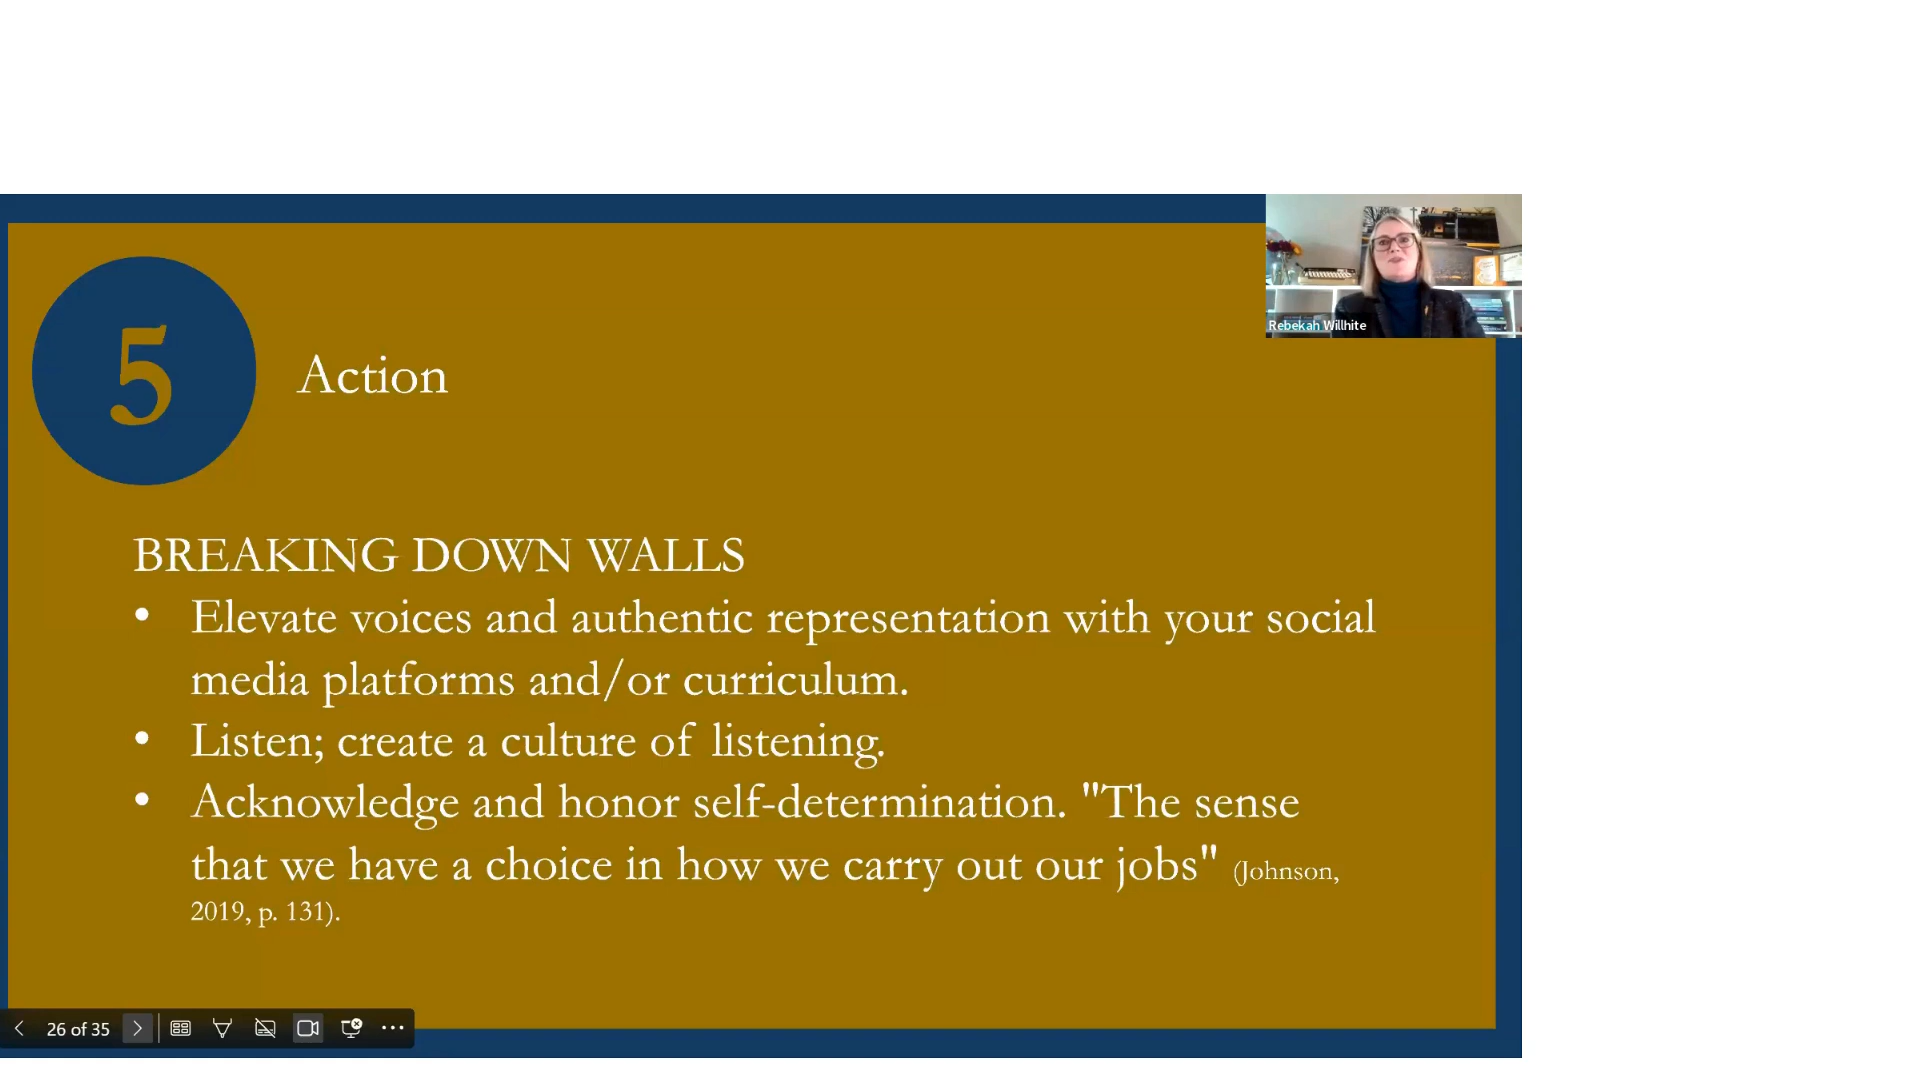 Rebekah Willhite
5
Action
BREAKING DOWN WALLS
• Elevate voices and authentic representation with your social
media platforms and/or curriculum.
• Listen; create a culture of listening.
• Acknowledge and honor self-determination. "The sense
that we have a choice in how we carry out our jobs" (Johnson,
2019, p. 131).
26 of 35